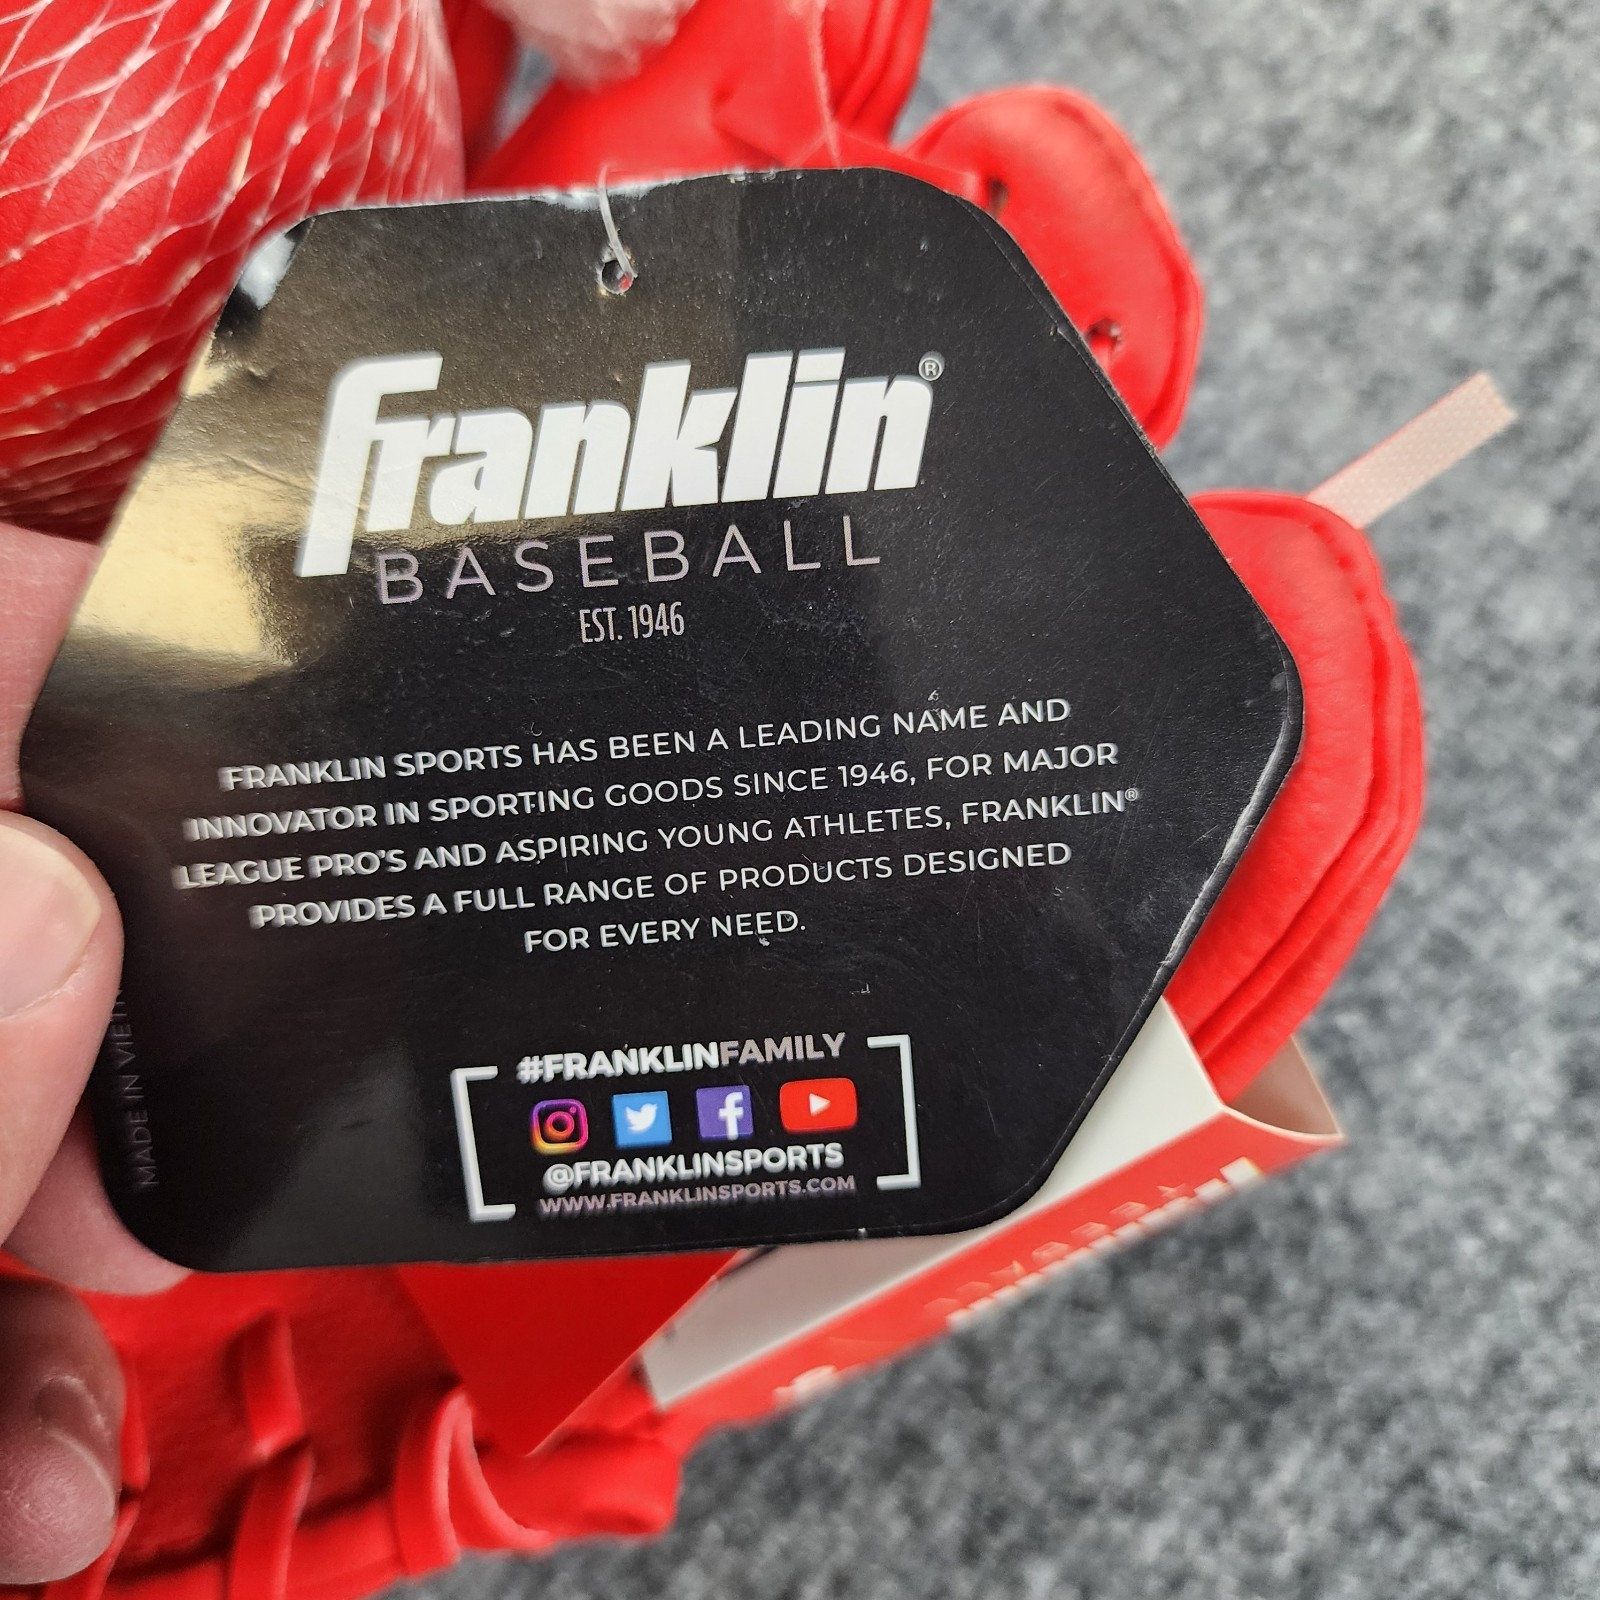 Franklin®
BASEBALL
EST. 1946
FRANKLIN SPORTS HAS BEEN A LEADING NAME AND
INNOVATOR IN SPORTING GOODS SINCE 1946, FOR MAJOR
LEAGUE PRO'S AND ASPIRING YOUNG ATHLETES, FRANKLIN®
PROVIDES A FULL RANGE OF PRODUCTS DESIGNED
FOR EVERY NEED.
#FRANKLINFAMILY
@FRANKLINSPORTS
WWW.FRANKLINSPORTS.COM
MADE IN